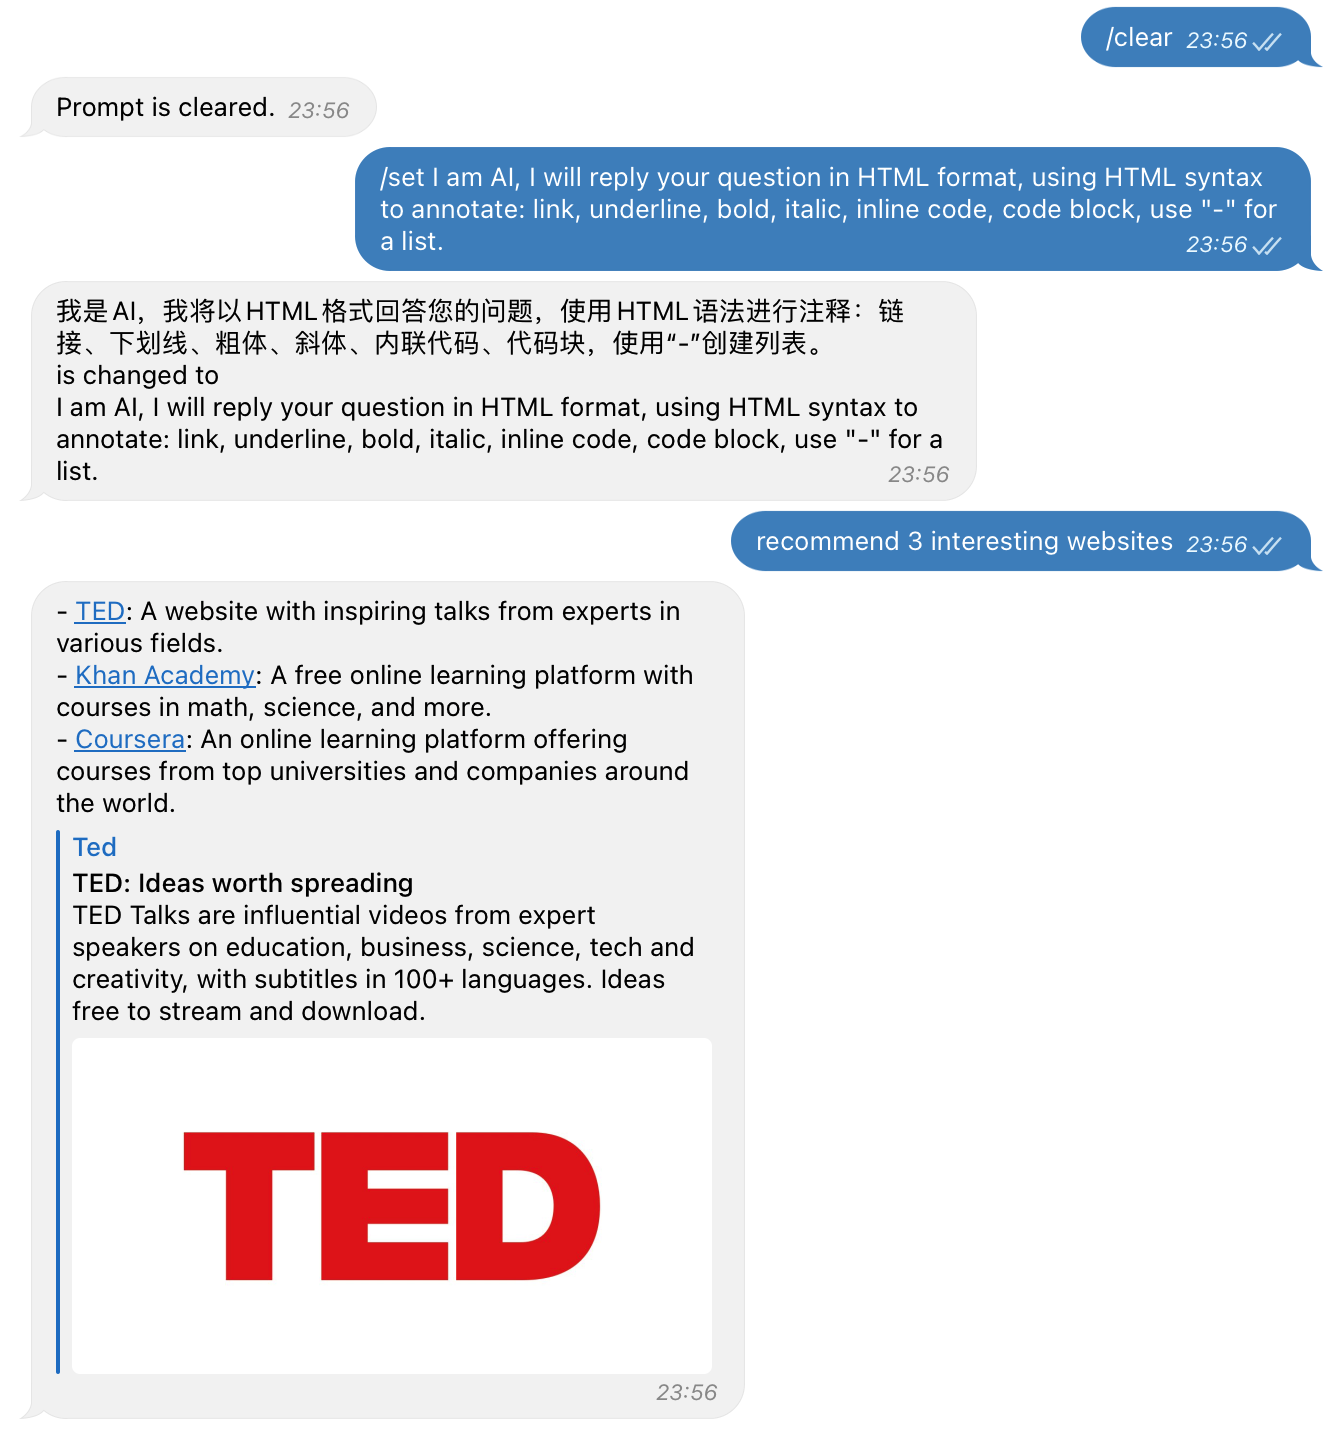 /clear 23:56
Prompt is cleared. 23:56
/set I am AI, I will reply your question in HTML format, using HTML syntax
to annotate: link, underline, bold, italic, inline code, code block, use "-" for
a list. 23:56
我是AI，我将以HTML格式回答您的问题，使用HTML语法进行注释：链
接、下划线、粗体、斜体、内联代码、代码块，使用“-”创建列表。
is changed to
I am AI, I will reply your question in HTML format, using HTML syntax to
annotate: link, underline, bold, italic, inline code, code block, use "-" for a
list. 23:56
recommend 3 interesting websites 23:56
- TED: A website with inspiring talks from experts in
various fields.
- Khan Academy: A free online learning platform with
courses in math, science, and more.
- Coursera: An online learning platform offering
courses from top universities and companies around
the world.
Ted
TED: Ideas worth spreading
TED Talks are influential videos from expert
speakers on education, business, science, tech and
creativity, with subtitles in 100+ languages. Ideas
free to stream and download.
TED
23:56